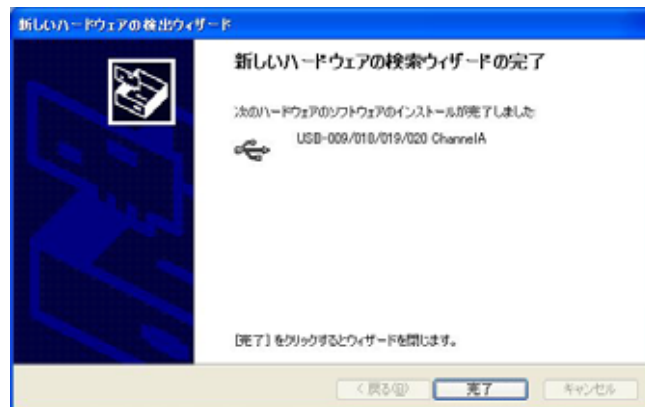 新しいハードウェアの検出ウィザード
新しいハードウェアの検索ウィザードの完了
次のハードウェアのソフトウェアのインストールが完了しました
USB-009/018/019/020 ChannelA
[完了] をクリックするとウィザードを閉じます。
< 戻る(B)
完了
キャンセル